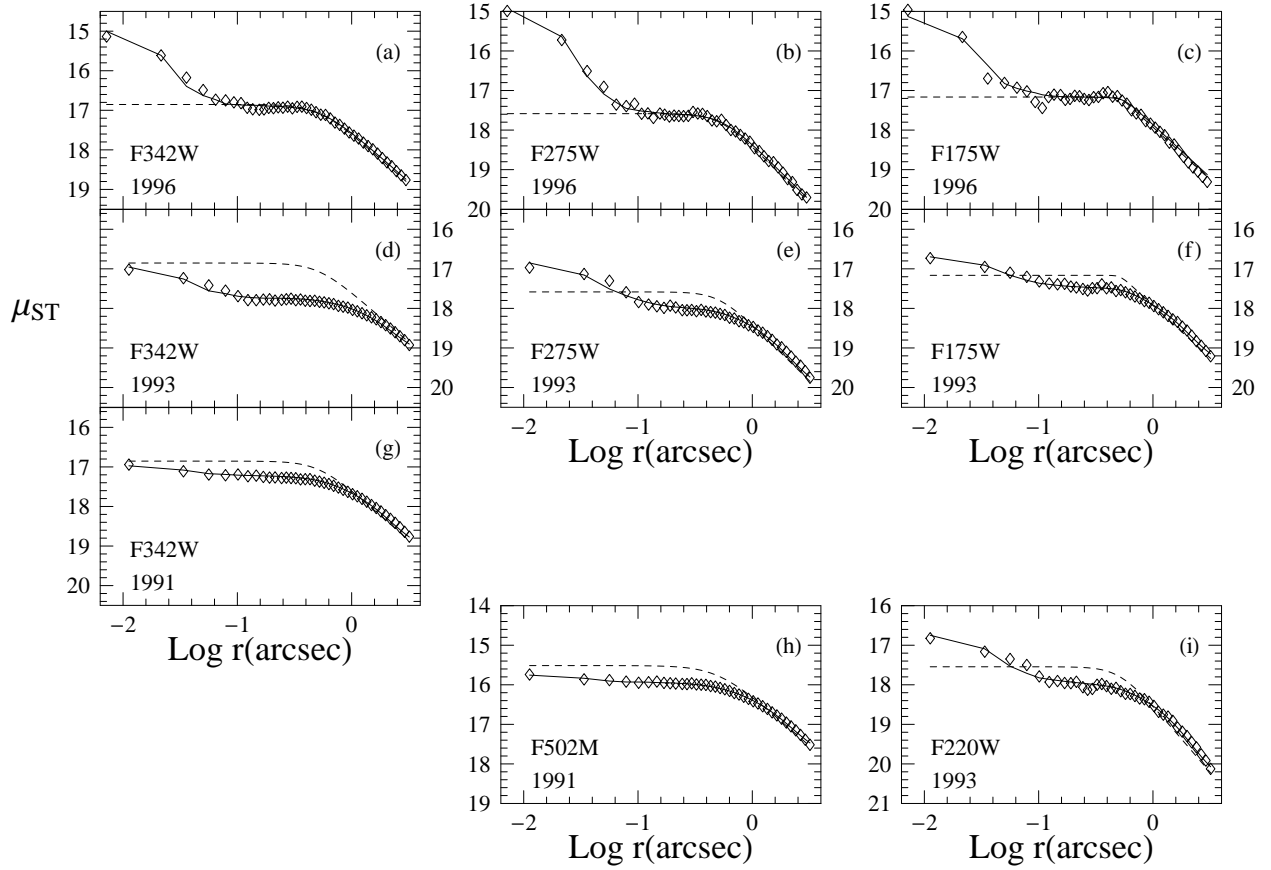 15
16
17
18
19
(a)
F342W
1996
15
16
17
18
19
20
(b)
F275W
1996
15
16
17
18
19
20
(c)
F175W
1996
μST
16
17
18
19
20
(d)
F342W
1993
16
17
18
19
20
(e)
F275W
1993
−2 −1 0
Log r(arcsec)
16
17
18
19
20
(f)
F175W
1993
−2 −1 0
Log r(arcsec)
16
17
18
19
20
(g)
F342W
1991
−2 −1 0
Log r(arcsec)
14
15
16
17
18
19
(h)
F502M
1991
−2 −1 0
Log r(arcsec)
16
17
18
19
20
21
(i)
F220W
1993
−2 −1 0
Log r(arcsec)